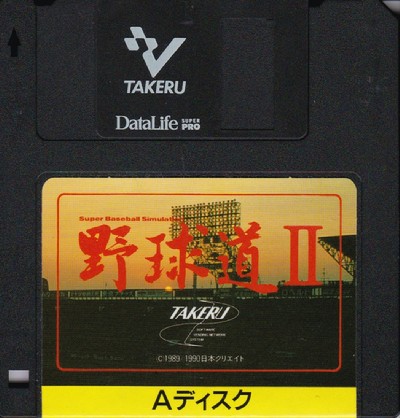 TAKERU
DataLife SUPER PRO
Super Baseball Simulation
野球道II
TAKERU
SOFTWARE
VENDING NETWORK
SYSTEM
©1989 1990日本クリエイト
Aディスク